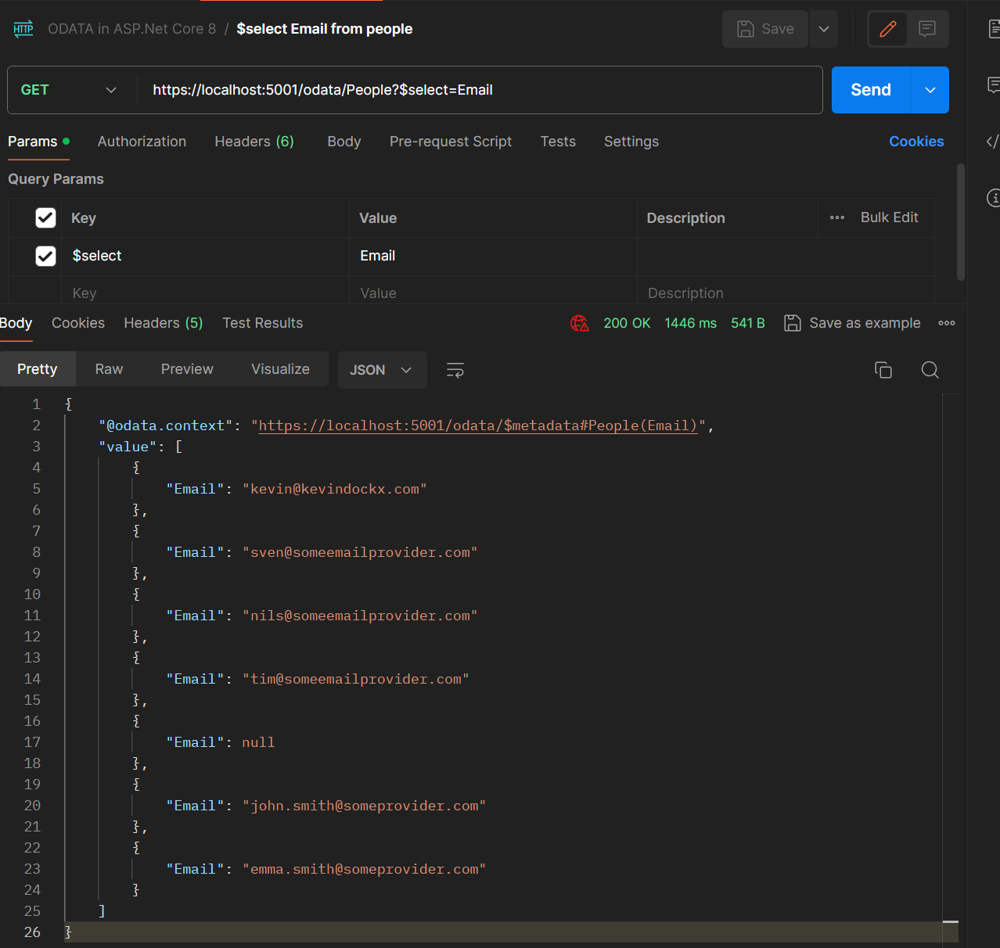 HTTP ODATA in ASP.Net Core 8 / $select Email from people Save
GET https://localhost:5001/odata/People?$select=Email Send
Params Authorization Headers (6) Body Pre-request Script Tests Settings Cookies
Query Params
Key Value Description Bulk Edit
$select Email
Key Value Description
Body Cookies Headers (5) Test Results 200 OK 1446 ms 541 B Save as example
Pretty Raw Preview Visualize JSON
1 {
2 "@odata.context": "https://localhost:5001/odata/$metadata#People(Email)",
3 "value": [
4 {
5 "Email": "kevin@kevindockx.com"
6 },
7 {
8 "Email": "sven@someemailprovider.com"
9 },
10 {
11 "Email": "nils@someemailprovider.com"
12 },
13 {
14 "Email": "tim@someemailprovider.com"
15 },
16 {
17 "Email": null
18 },
19 {
20 "Email": "john.smith@someprovider.com"
21 },
22 {
23 "Email": "emma.smith@someprovider.com"
24 }
25 ]
26 }